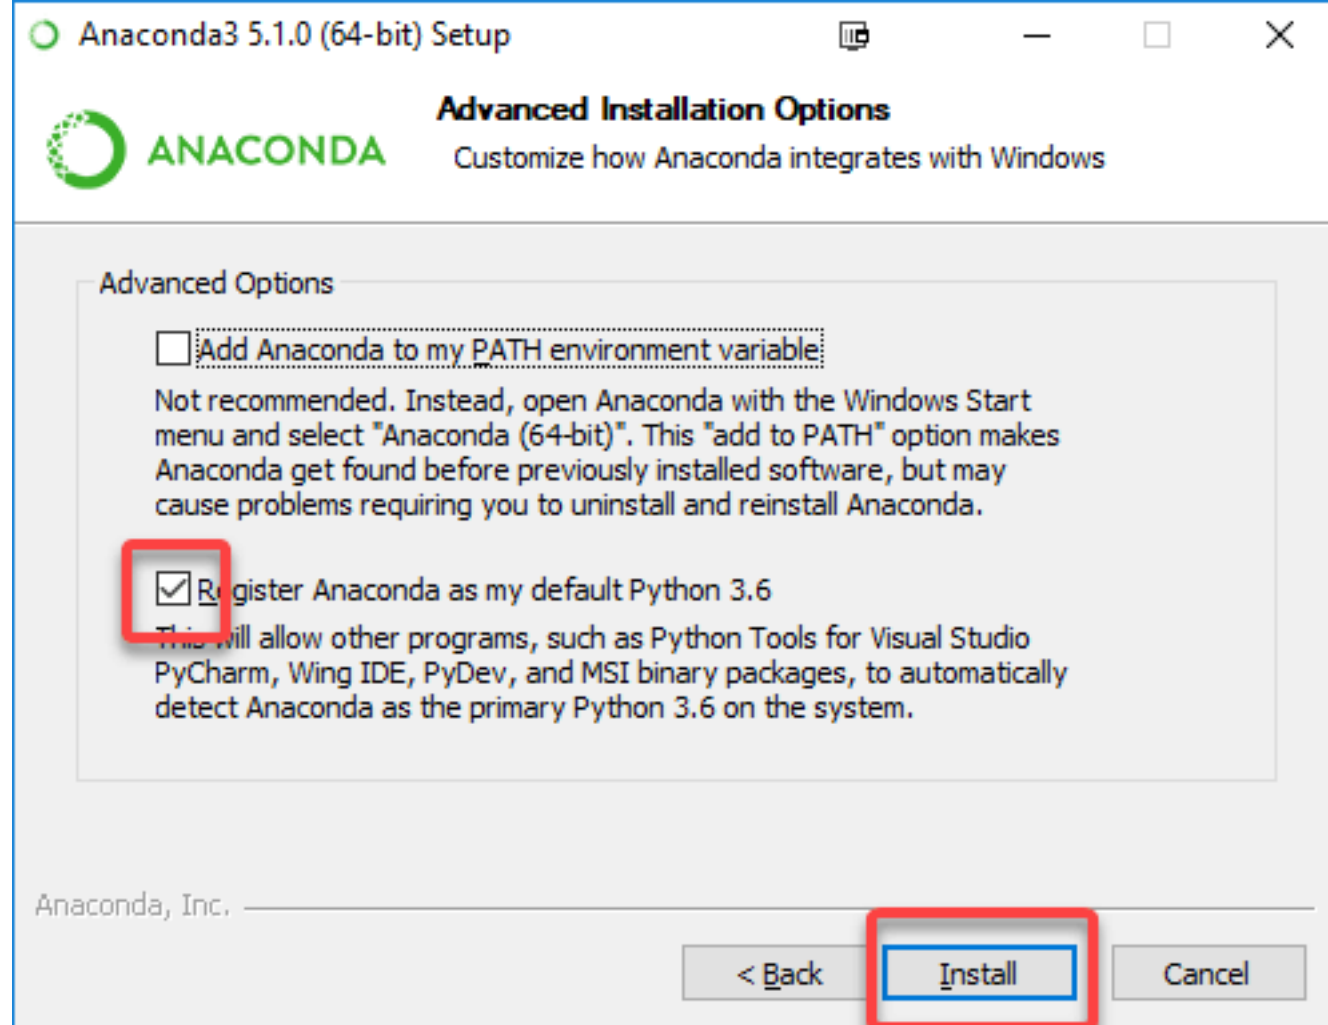 Anaconda3 5.1.0 (64-bit) Setup
ANACONDA
Advanced Installation Options
Customize how Anaconda integrates with Windows
Advanced Options
Add Anaconda to my PATH environment variable
Not recommended. Instead, open Anaconda with the Windows Start
menu and select "Anaconda (64-bit)". This "add to PATH" option makes
Anaconda get found before previously installed software, but may
cause problems requiring you to uninstall and reinstall Anaconda.
Register Anaconda as my default Python 3.6
This will allow other programs, such as Python Tools for Visual Studio
PyCharm, Wing IDE, PyDev, and MSI binary packages, to automatically
detect Anaconda as the primary Python 3.6 on the system.
Anaconda, Inc.
< Back
Install
Cancel